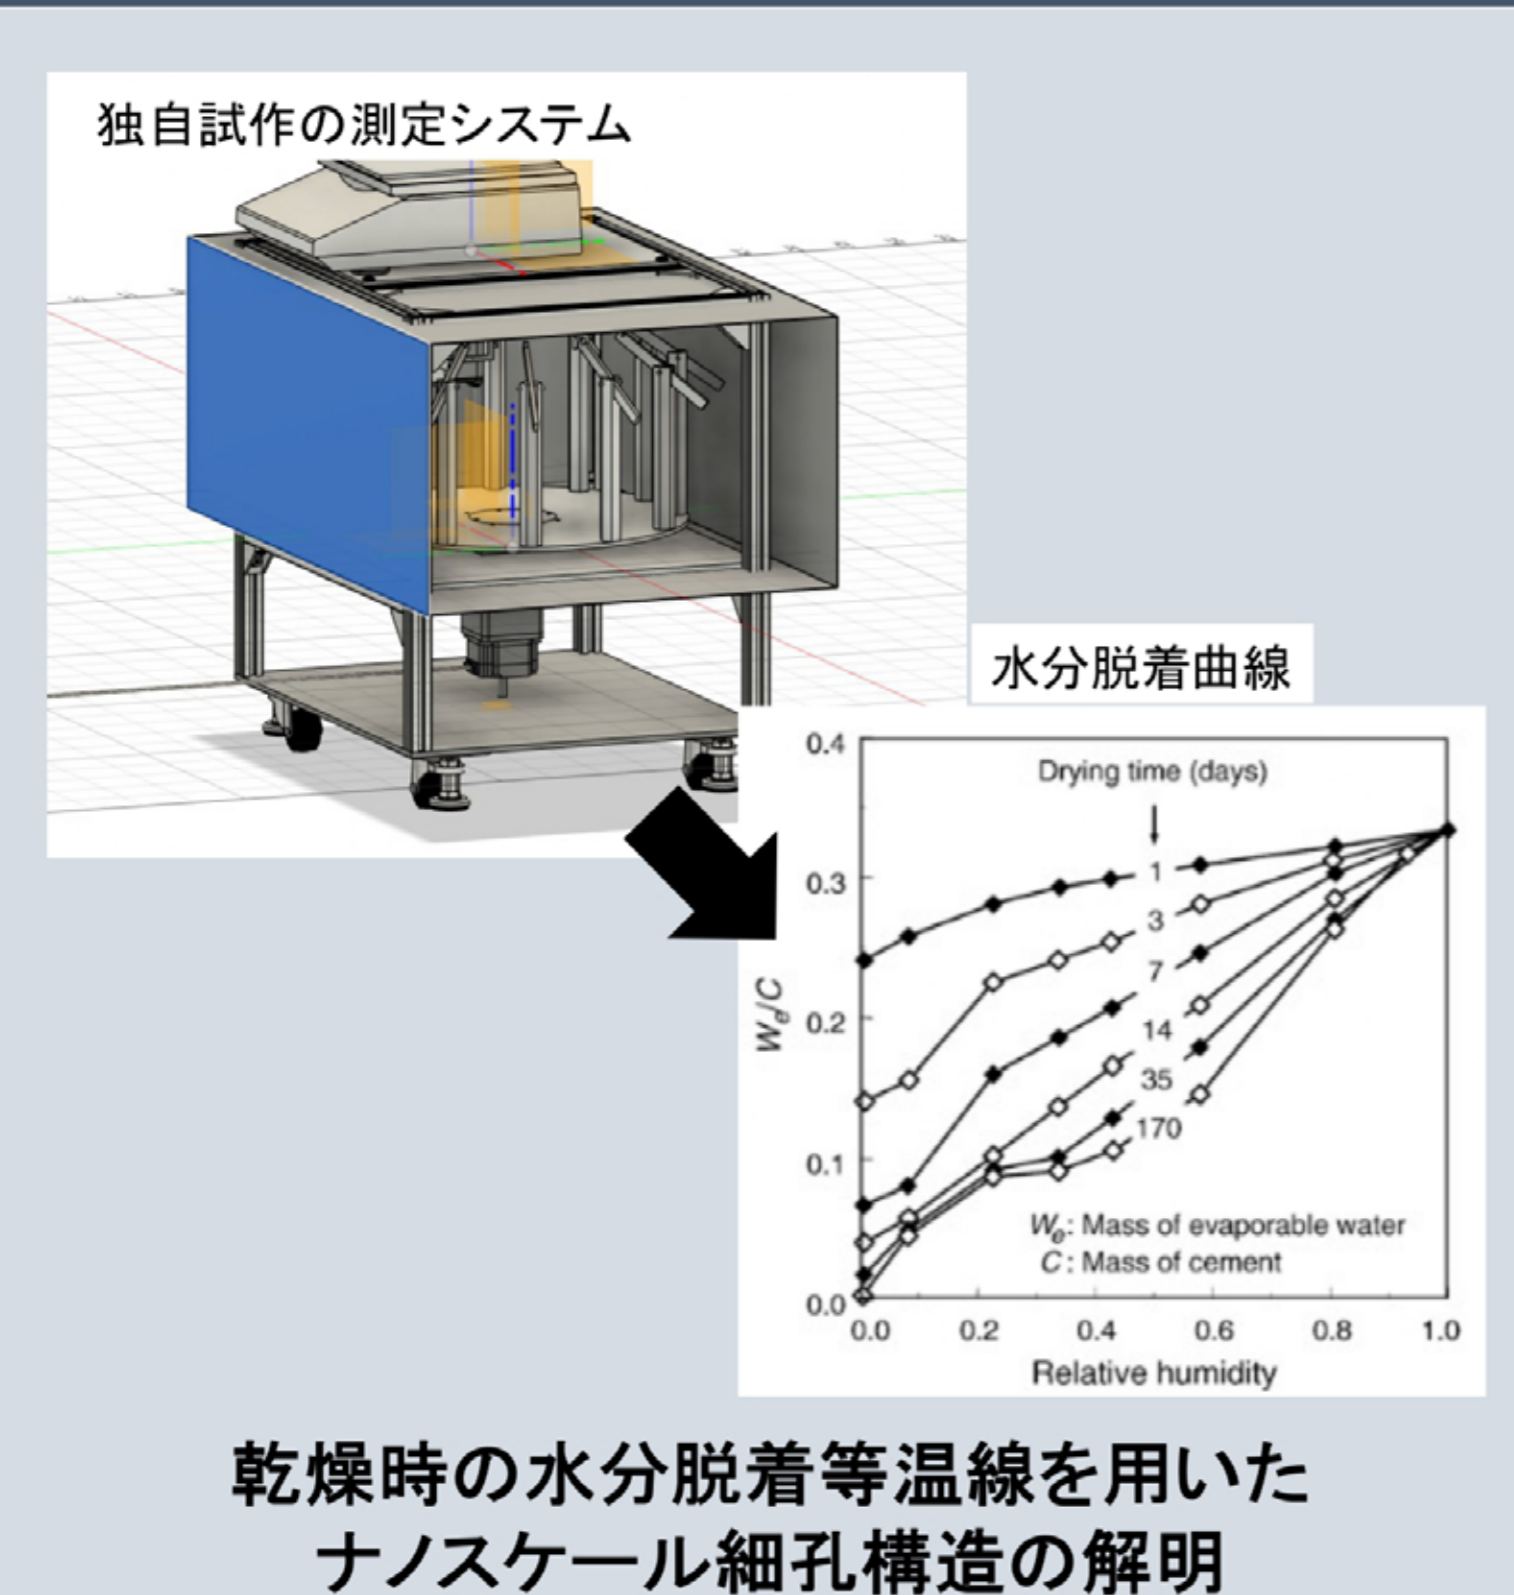 独自試作の測定システム
水分脱着曲線
Drying time (days)
1
3
7
14
35
170
0.4
0.3
0.2
0.1
0.0
We/C
We: Mass of evaporable water
C: Mass of cement
0.0 0.2 0.4 0.6 0.8 1.0
Relative humidity
乾燥時の水分脱着等温線を用いた
ナノスケール細孔構造の解明